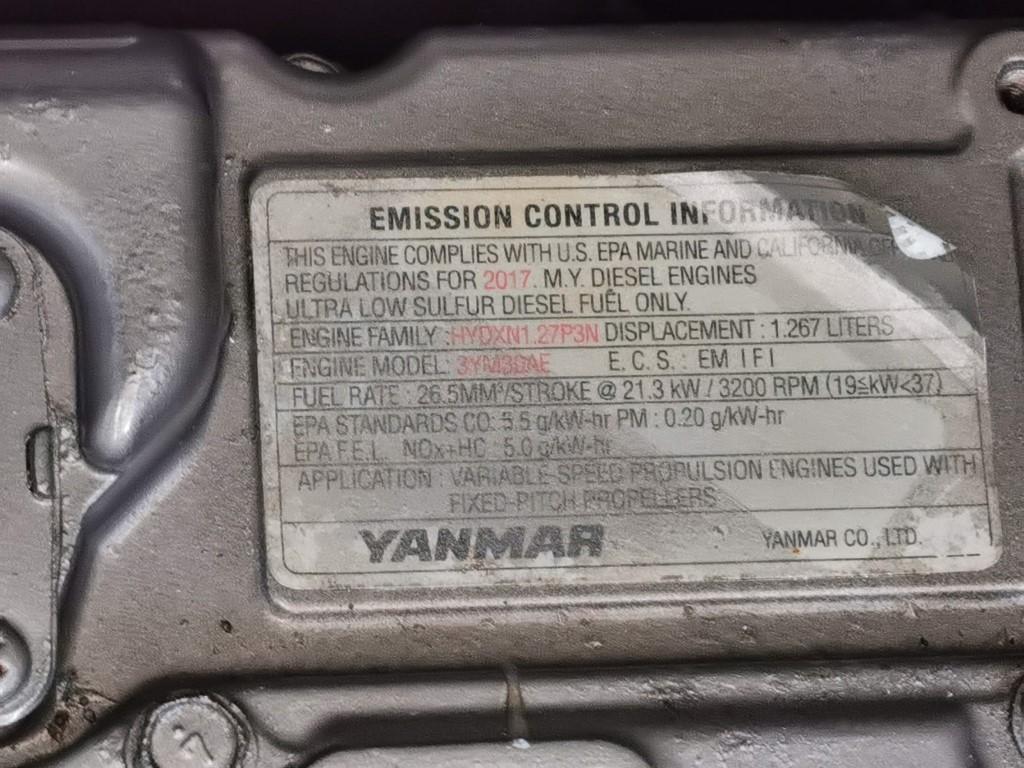 EMISSION CONTROL INFORMATION
THIS ENGINE COMPLIES WITH U.S. EPA MARINE AND CALIFORNIA
REGULATIONS FOR 2017. M.Y. DIESEL ENGINES
ULTRA LOW SULFUR DIESEL FUEL ONLY.
ENGINE FAMILY : HYDXN1.27P3N DISPLACEMENT : 1.267 LITERS
ENGINE MODEL: 3YM30AE E.C.S. : EM IFI
FUEL RATE : 26.5MM³/STROKE @ 21.3 kW / 3200 RPM (19≦kW<37)
EPA STANDARDS CO: 5.5 g/kW-hr PM : 0.20 g/kW-hr
EPA F.E.L. NOx+HC : 5.0 g/kW-hr
APPLICATION : VARIABLE-SPEED PROPULSION ENGINES USED WITH
FIXED-PITCH PROPELLERS
YANMAR YANMAR CO., LTD.
7